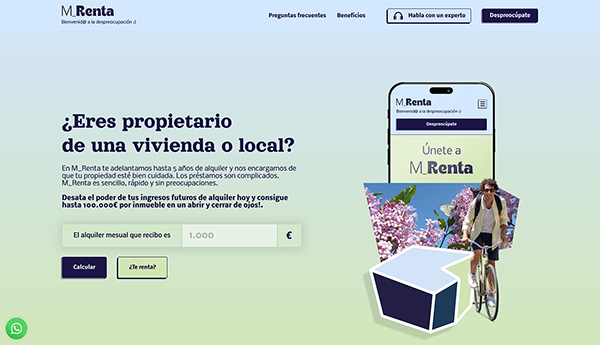 M_Renta
Bienvenid@ a la despreocupación :)
Preguntas frecuentes
Beneficios
Habla con un experto
Despreocúpate
¿Eres propietario
de una vivienda o local?
En M_Renta te adelantamos hasta 5 años de alquiler y nos encargamos de
que tu propiedad esté bien cuidada. Los préstamos son complicados.
M_Renta es sencillo, rápido y sin preocupaciones.
Desata el poder de tus ingresos futuros de alquiler hoy y consigue
hasta 100.000€ por inmueble en un abrir y cerrar de ojos!.
El alquiler mesual que recibo es
1.000
€
Calcular
¿Te renta?
M_Renta
Bienvenid@ a la despreocupación :)
Despreocúpate
Únete a
M_Renta